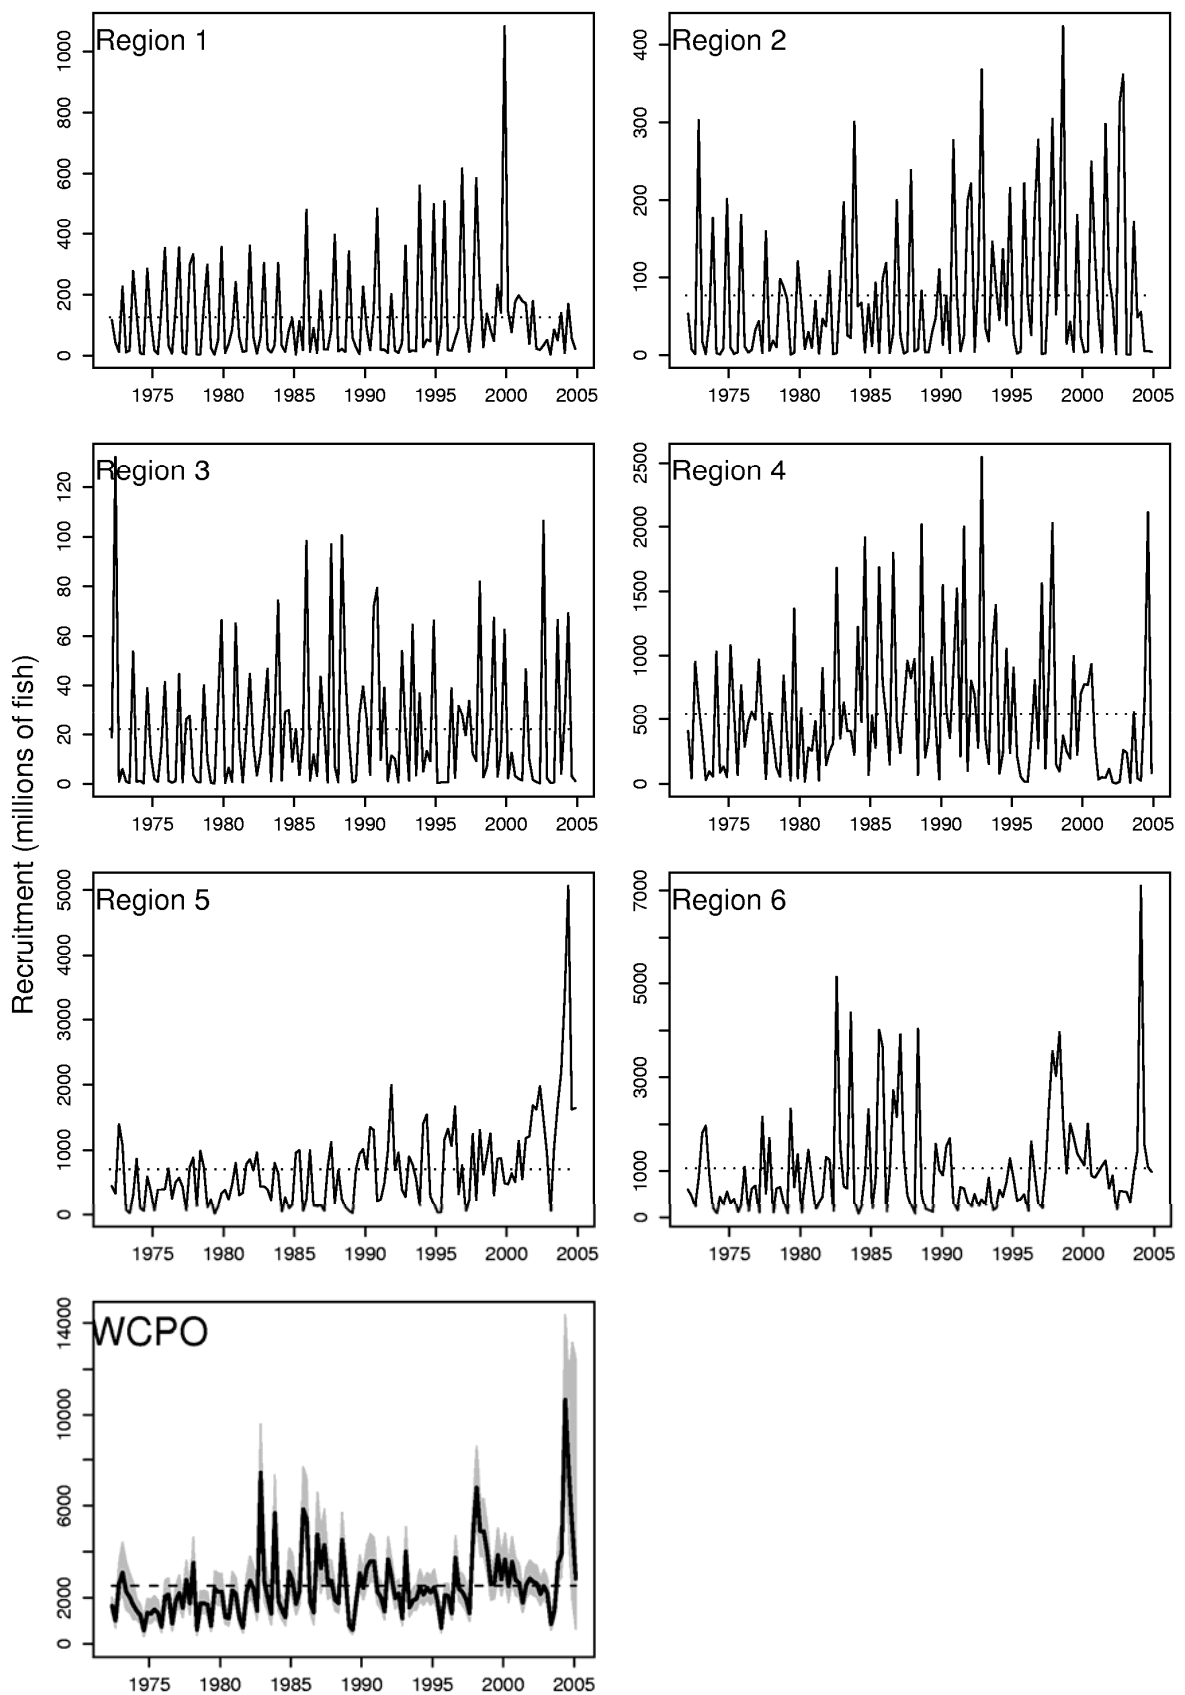 Recruitment (millions of fish)
Region 1
0 200 400 600 800 1000
1975 1980 1985 1990 1995 2000 2005
Region 2
0 100 200 300 400
1975 1980 1985 1990 1995 2000 2005
Region 3
0 20 40 60 80 100 120
1975 1980 1985 1990 1995 2000 2005
Region 4
0 500 1000 1500 2000 2500
1975 1980 1985 1990 1995 2000 2005
Region 5
0 1000 2000 3000 4000 5000
1975 1980 1985 1990 1995 2000 2005
Region 6
0 1000 3000 5000 7000
1975 1980 1985 1990 1995 2000 2005
WCPO
0 2000 6000 10000 14000
1975 1980 1985 1990 1995 2000 2005